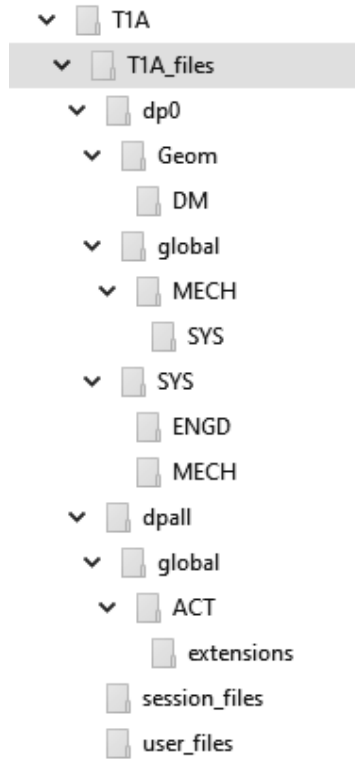 T1A
T1A_files
dp0
Geom
DM
global
MECH
SYS
SYS
ENGD
MECH
dpall
global
ACT
extensions
session_files
user_files